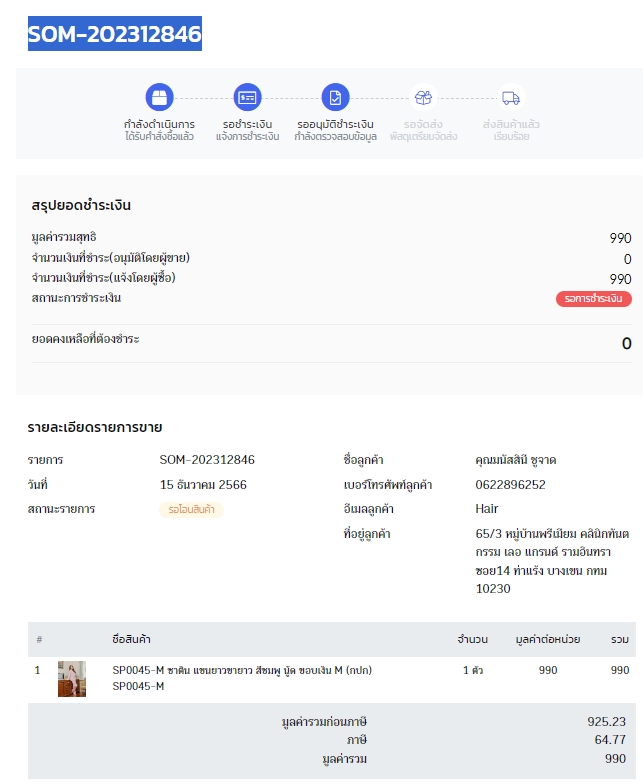 SOM-202312846
กำลังดำเนินการ
ได้รับคำสั่งซื้อแล้ว
รอชำระเงิน
แจ้งการชำระเงิน
รออนุมัติชำระเงิน
กำลังตรวจสอบข้อมูล
รอจัดส่ง
พัสดุเตรียมจัดส่ง
ส่งสินค้าแล้ว
เรียบร้อย
สรุปยอดชำระเงิน
มูลค่ารวมสุทธิ 990
จำนวนเงินที่ชำระ(อนุมัติโดยผู้ขาย) 0
จำนวนเงินที่ชำระ(แจ้งโดยผู้ซื้อ) 990
สถานะการชำระเงิน รอการชำระเงิน
ยอดคงเหลือที่ต้องชำระ 0
รายละเอียดรายการขาย
รายการ SOM-202312846
วันที่ 15 ธันวาคม 2566
สถานะรายการ รอโอนสินค้า
ชื่อลูกค้า คุณมนัสสินี ชูจาด
เบอร์โทรศัพท์ลูกค้า 0622896252
อีเมลลูกค้า Hair
ที่อยู่ลูกค้า 65/3 หมู่บ้านพรีเมียม คลินิกทันต
กรรม เลอ แกรนด์ รามอินทรา
ซอย14 ท่าแร้ง บางเขน กทม
10230
# ชื่อสินค้า จำนวน มูลค่าต่อหน่วย รวม
1 SP0045-M ซาติน แขนยาวขายาว สีชมพู นู้ด ขอบเงิน M (กปก) 1 ตัว 990 990
SP0045-M
มูลค่ารวมก่อนภาษี 925.23
ภาษี 64.77
มูลค่ารวม 990